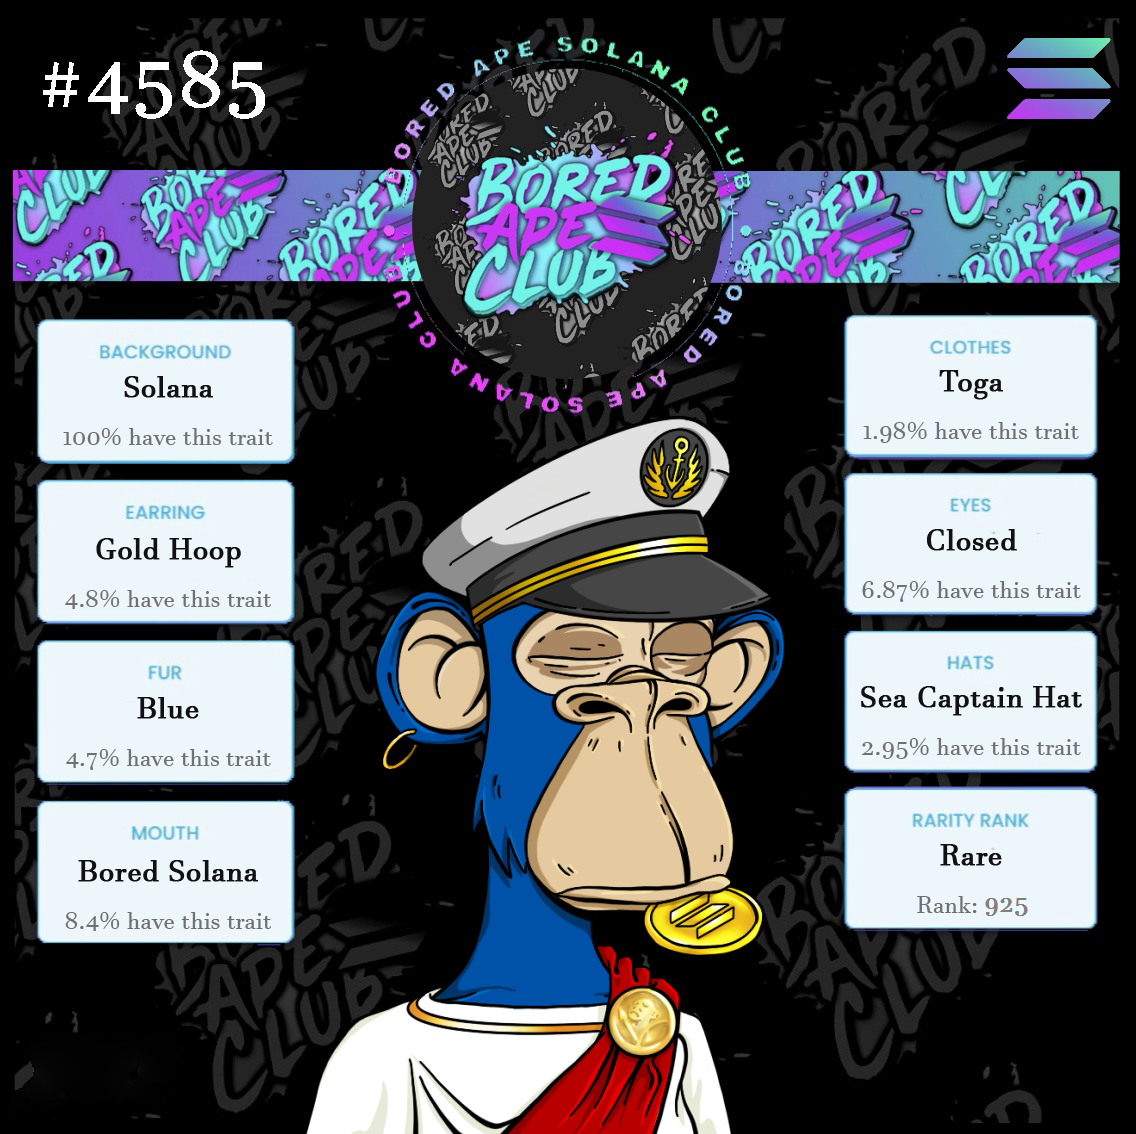 #4585
BORED APE SOLANA CLUB
BORED APE SOLANA CLUB
BORED
APE
CLUB
BACKGROUND
Solana
100% have this trait
EARRING
Gold Hoop
4.8% have this trait
FUR
Blue
4.7% have this trait
MOUTH
Bored Solana
8.4% have this trait
CLOTHES
Toga
1.98% have this trait
EYES
Closed
6.87% have this trait
HATS
Sea Captain Hat
2.95% have this trait
RARITY RANK
Rare
Rank: 925